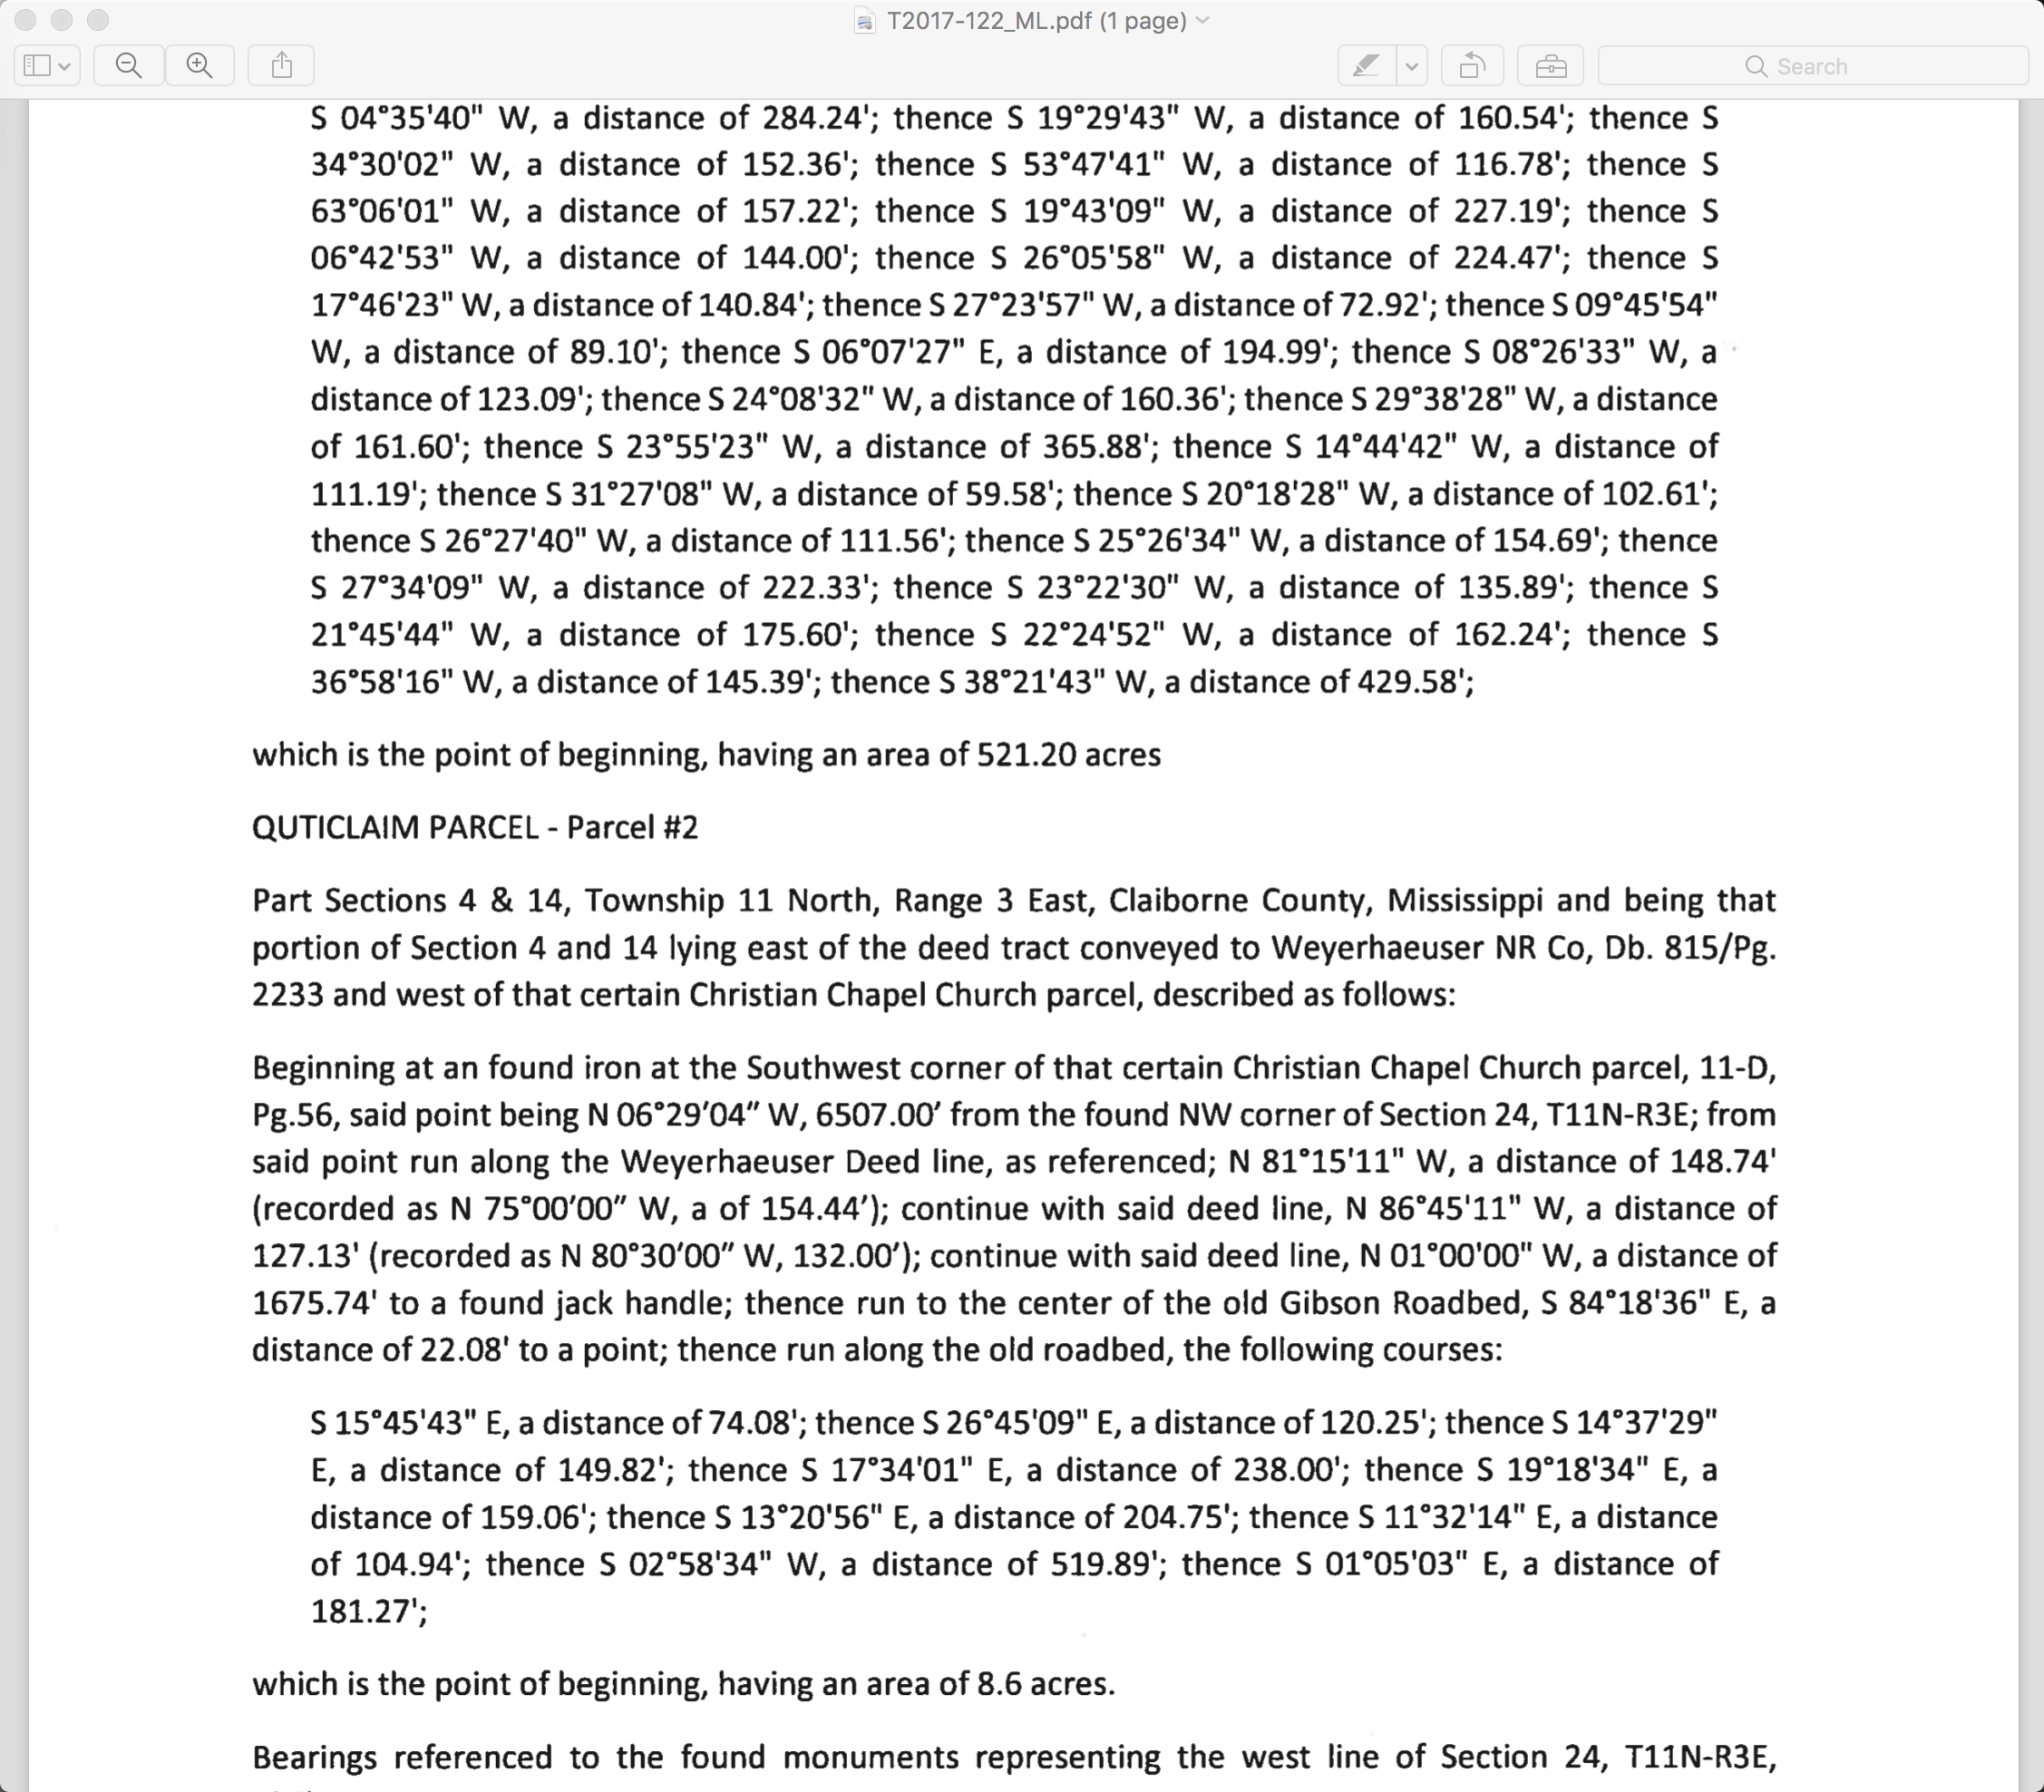 T2017-122_ML.pdf (1 page)
Search
S 04°35'40" W, a distance of 284.24'; thence S 19°29'43" W, a distance of 160.54'; thence S
34°30'02" W, a distance of 152.36'; thence S 53°47'41" W, a distance of 116.78'; thence S
63°06'01" W, a distance of 157.22'; thence S 19°43'09" W, a distance of 227.19'; thence S
06°42'53" W, a distance of 144.00'; thence S 26°05'58" W, a distance of 224.47'; thence S
17°46'23" W, a distance of 140.84'; thence S 27°23'57" W, a distance of 72.92'; thence S 09°45'54"
W, a distance of 89.10'; thence S 06°07'27" E, a distance of 194.99'; thence S 08°26'33" W, a
distance of 123.09'; thence S 24°08'32" W, a distance of 160.36'; thence S 29°38'28" W, a distance
of 161.60'; thence S 23°55'23" W, a distance of 365.88'; thence S 14°44'42" W, a distance of
111.19'; thence S 31°27'08" W, a distance of 59.58'; thence S 20°18'28" W, a distance of 102.61';
thence S 26°27'40" W, a distance of 111.56'; thence S 25°26'34" W, a distance of 154.69'; thence
S 27°34'09" W, a distance of 222.33'; thence S 23°22'30" W, a distance of 135.89'; thence S
21°45'44" W, a distance of 175.60'; thence S 22°24'52" W, a distance of 162.24'; thence S
36°58'16" W, a distance of 145.39'; thence S 38°21'43" W, a distance of 429.58';
which is the point of beginning, having an area of 521.20 acres
QUTICLAIM PARCEL - Parcel #2
Part Sections 4 & 14, Township 11 North, Range 3 East, Claiborne County, Mississippi and being that
portion of Section 4 and 14 lying east of the deed tract conveyed to Weyerhaeuser NR Co, Db. 815/Pg.
2233 and west of that certain Christian Chapel Church parcel, described as follows:
Beginning at an found iron at the Southwest corner of that certain Christian Chapel Church parcel, 11-D,
Pg.56, said point being N 06°29’04” W, 6507.00’ from the found NW corner of Section 24, T11N-R3E; from
said point run along the Weyerhaeuser Deed line, as referenced; N 81°15'11" W, a distance of 148.74'
(recorded as N 75°00’00” W, a of 154.44’); continue with said deed line, N 86°45'11" W, a distance of
127.13' (recorded as N 80°30’00” W, 132.00’); continue with said deed line, N 01°00'00" W, a distance of
1675.74' to a found jack handle; thence run to the center of the old Gibson Roadbed, S 84°18'36" E, a
distance of 22.08' to a point; thence run along the old roadbed, the following courses:
S 15°45'43" E, a distance of 74.08'; thence S 26°45'09" E, a distance of 120.25'; thence S 14°37'29"
E, a distance of 149.82'; thence S 17°34'01" E, a distance of 238.00'; thence S 19°18'34" E, a
distance of 159.06'; thence S 13°20'56" E, a distance of 204.75'; thence S 11°32'14" E, a distance
of 104.94'; thence S 02°58'34" W, a distance of 519.89'; thence S 01°05'03" E, a distance of
181.27';
which is the point of beginning, having an area of 8.6 acres.
Bearings referenced to the found monuments representing the west line of Section 24, T11N-R3E,